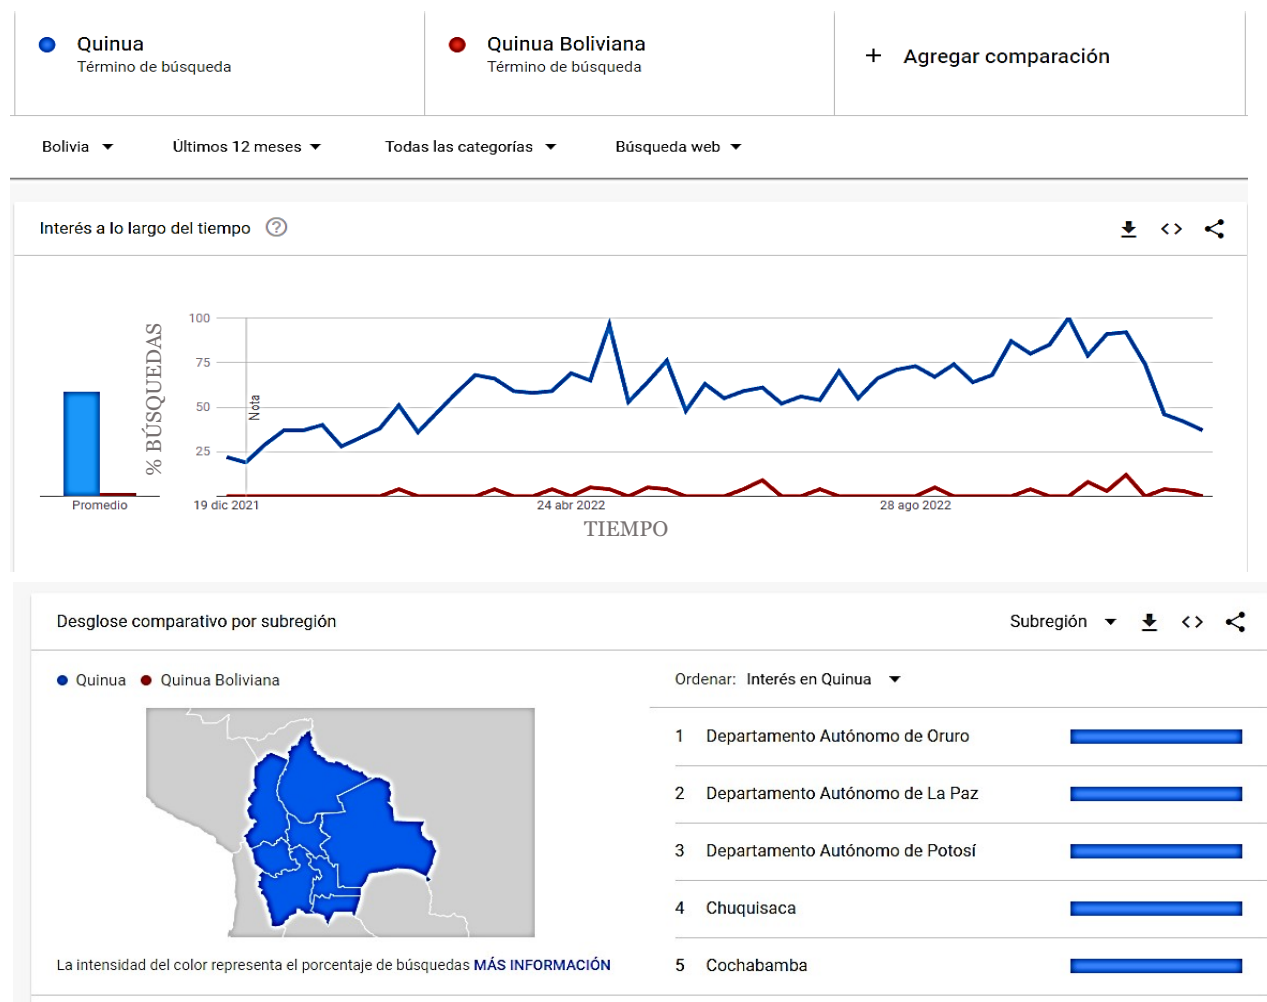 Quinua
Término de búsqueda
Quinua Boliviana
Término de búsqueda
+ Agregar comparación
Bolivia
Últimos 12 meses
Todas las categorías
Búsqueda web
Interés a lo largo del tiempo ?
% BÚSQUEDAS
100
75
50
25
Nota
Promedio
19 dic 2021
24 abr 2022
28 ago 2022
TIEMPO
Desglose comparativo por subregión
Subregión
Quinua
Quinua Boliviana
Ordenar: Interés en Quinua
1 Departamento Autónomo de Oruro
2 Departamento Autónomo de La Paz
3 Departamento Autónomo de Potosí
4 Chuquisaca
5 Cochabamba
La intensidad del color representa el porcentaje de búsquedas MÁS INFORMACIÓN